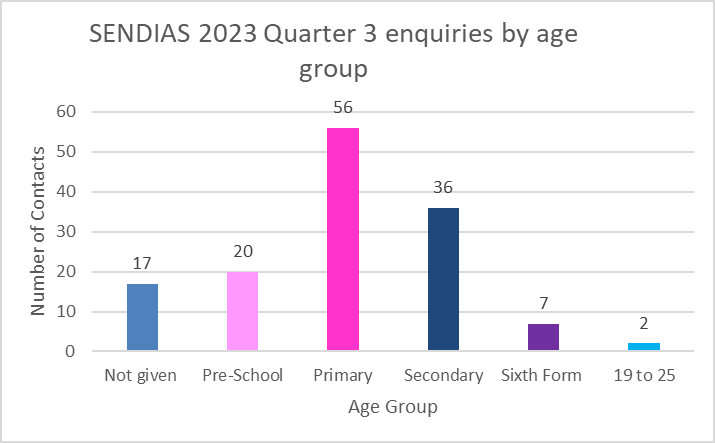 SENDIAS 2023 Quarter 3 enquiries by age
group
60
50
40
30
20
10
0
Number of Contacts
17
20
56
36
7
2
Not given
Pre-School
Primary
Secondary
Sixth Form
19 to 25
Age Group